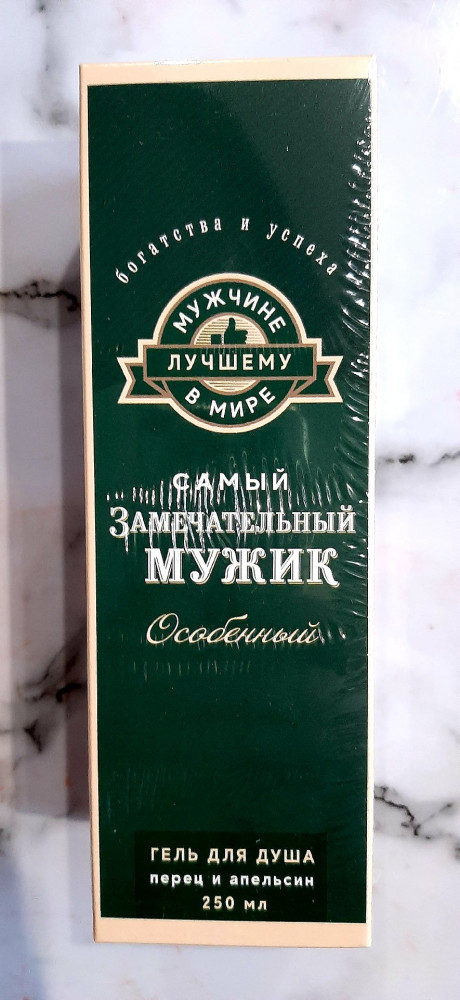 богатства и успеха
МУЖЧИНЕ
ЛУЧШЕМУ
В МИРЕ
САМЫЙ
ЗАМЕЧАТЕЛЬНЫЙ
МУЖИК
Особенный
ГЕЛЬ ДЛЯ ДУША
перец и апельсин
250 мл